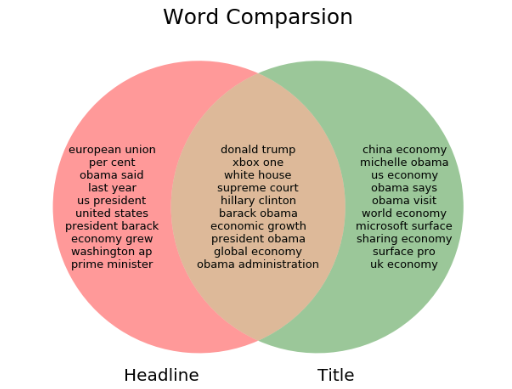 Word Comparsion
european union
per cent
obama said
last year
us president
united states
president barack
economy grew
washington ap
prime minister
donald trump
xbox one
white house
supreme court
hillary clinton
barack obama
economic growth
president obama
global economy
obama administration
china economy
michelle obama
us economy
obama says
obama visit
world economy
microsoft surface
sharing economy
surface pro
uk economy
Headline
Title